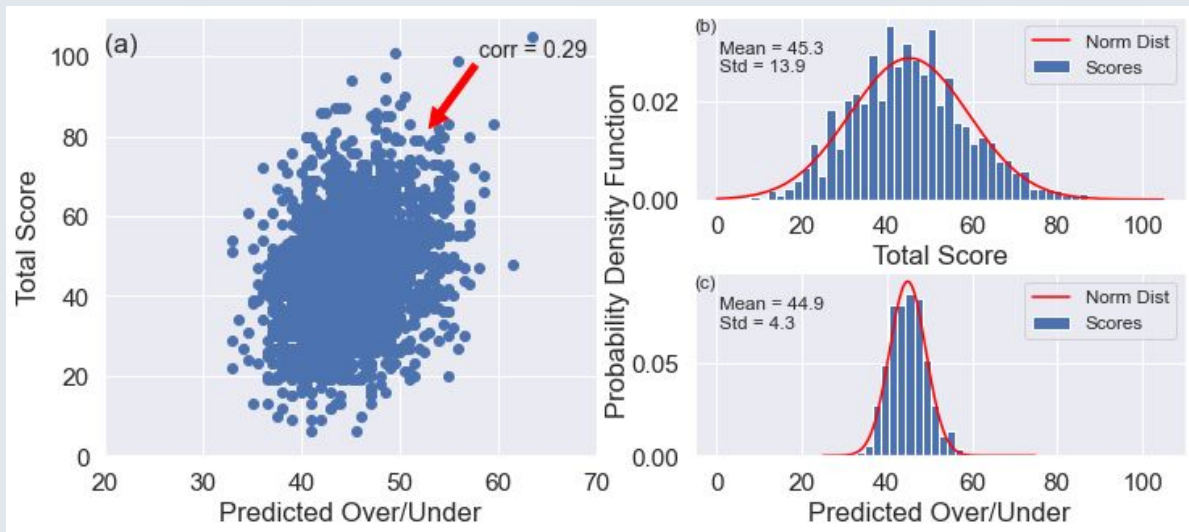 (a)
corr = 0.29
Total Score
100
80
60
40
20
0
20
30
40
50
60
70
Predicted Over/Under
(b)
Mean = 45.3
Std = 13.9
Norm Dist
Scores
Probability Density Function
0.02
0.00
0
20
40
60
80
100
Total Score
(c)
Mean = 44.9
Std = 4.3
Norm Dist
Scores
0.05
0.00
0
20
40
60
80
100
Predicted Over/Under